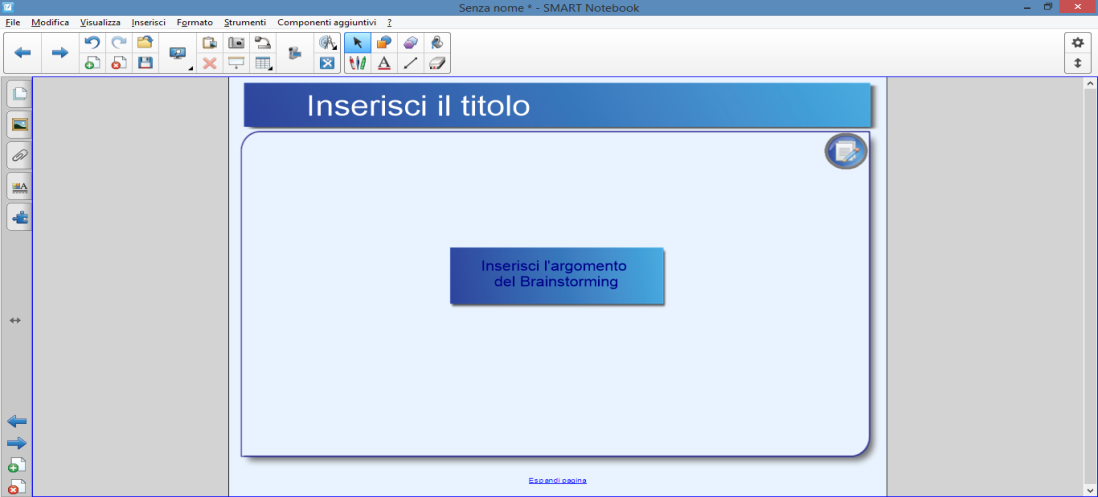 Senza nome * - SMART Notebook
File Modifica Visualizza Inserisci Formato Strumenti Componenti aggiuntivi ?
Inserisci il titolo
Inserisci l'argomento
del Brainstorming
Espandi pagina